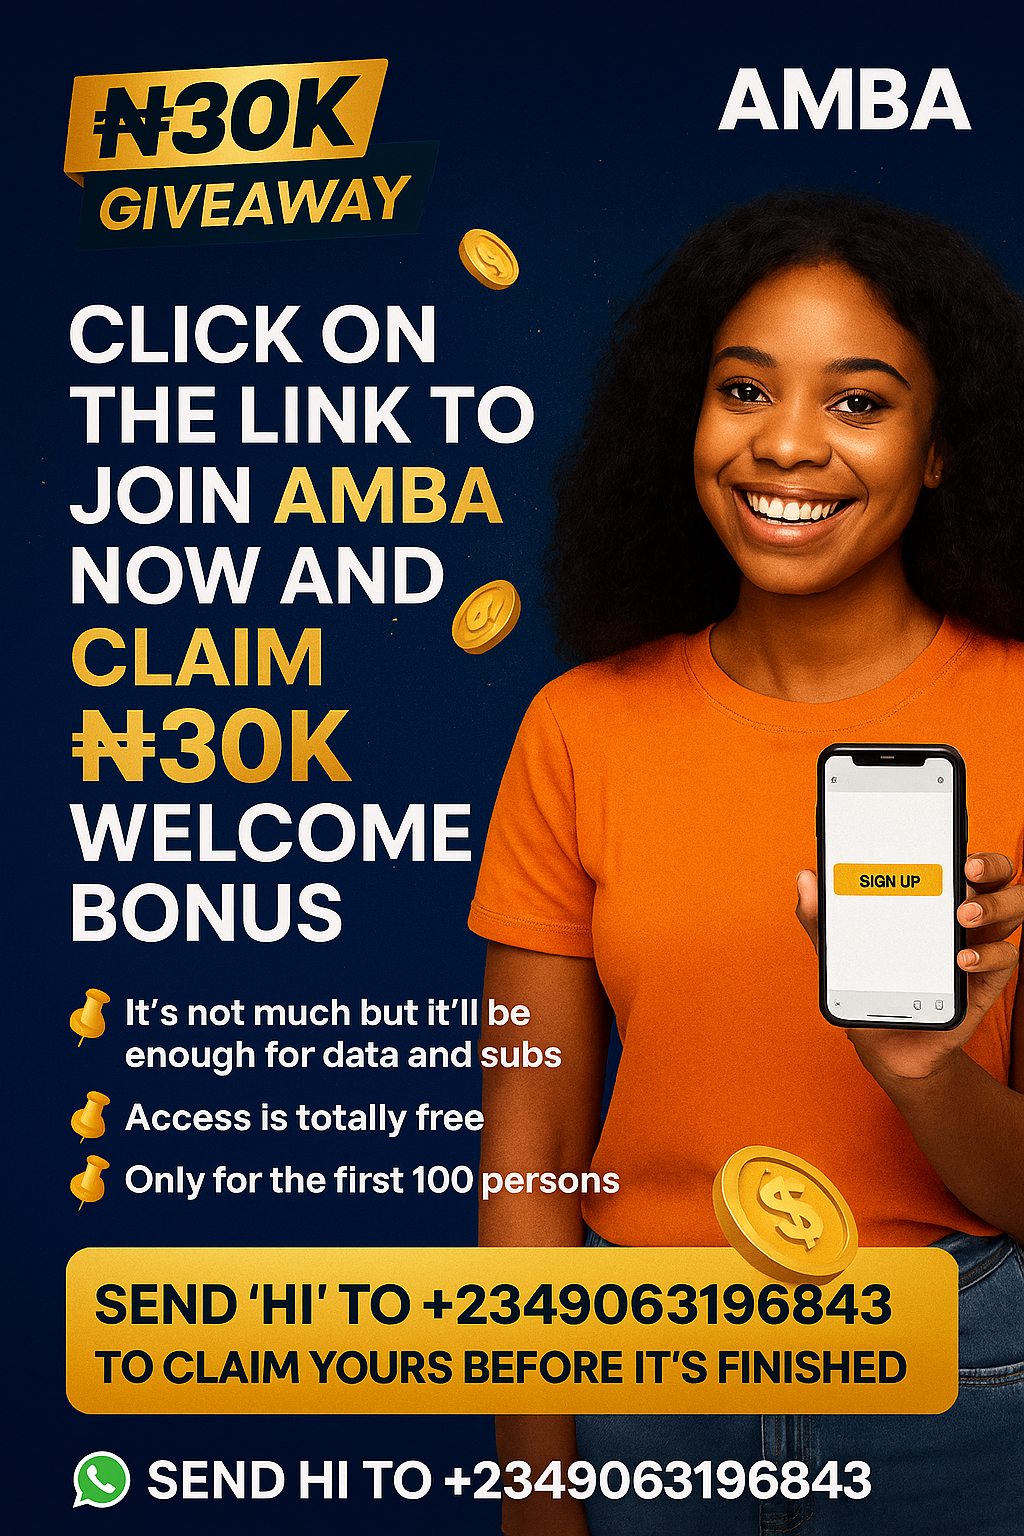 ₦30K
GIVEAWAY
AMBA
CLICK ON
THE LINK TO
JOIN AMBA
NOW AND
CLAIM
₦30K
WELCOME
BONUS
SIGN UP
It’s not much but it’ll be
enough for data and subs
Access is totally free
Only for the first 100 persons
$
SEND ‘HI’ TO +2349063196843
TO CLAIM YOURS BEFORE IT’S FINISHED
SEND HI TO +2349063196843